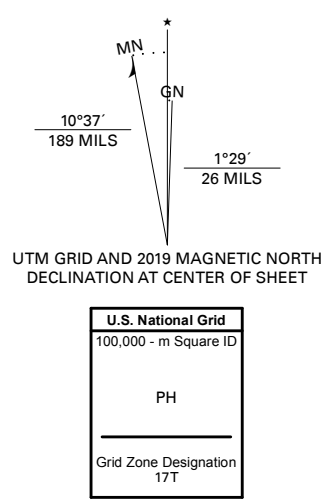 ★
MN
GN
10°37´
189 MILS
1°29´
26 MILS
UTM GRID AND 2019 MAGNETIC NORTH
DECLINATION AT CENTER OF SHEET
U.S. National Grid
100,000 - m Square ID
PH
Grid Zone Designation
17T